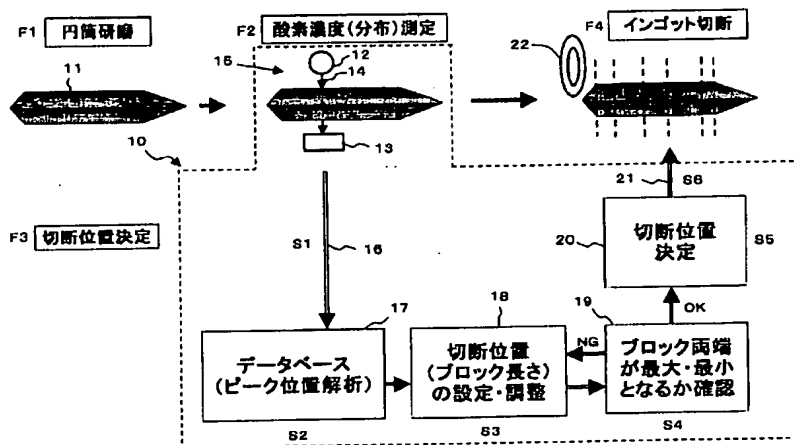 F1 円筒研磨
F2 酸素濃度(分布)測定
F4 インゴット切断
11
15
12
14
13
22
10
F3 切断位置決定
S1
16
21
S6
20
切断位置
決定
S5
17
データベース
(ピーク位置解析)
S2
18
切断位置
(ブロック長さ)
の設定・調整
S3
NG
OK
19
ブロック両端
が最大・最小
となるか確認
S4